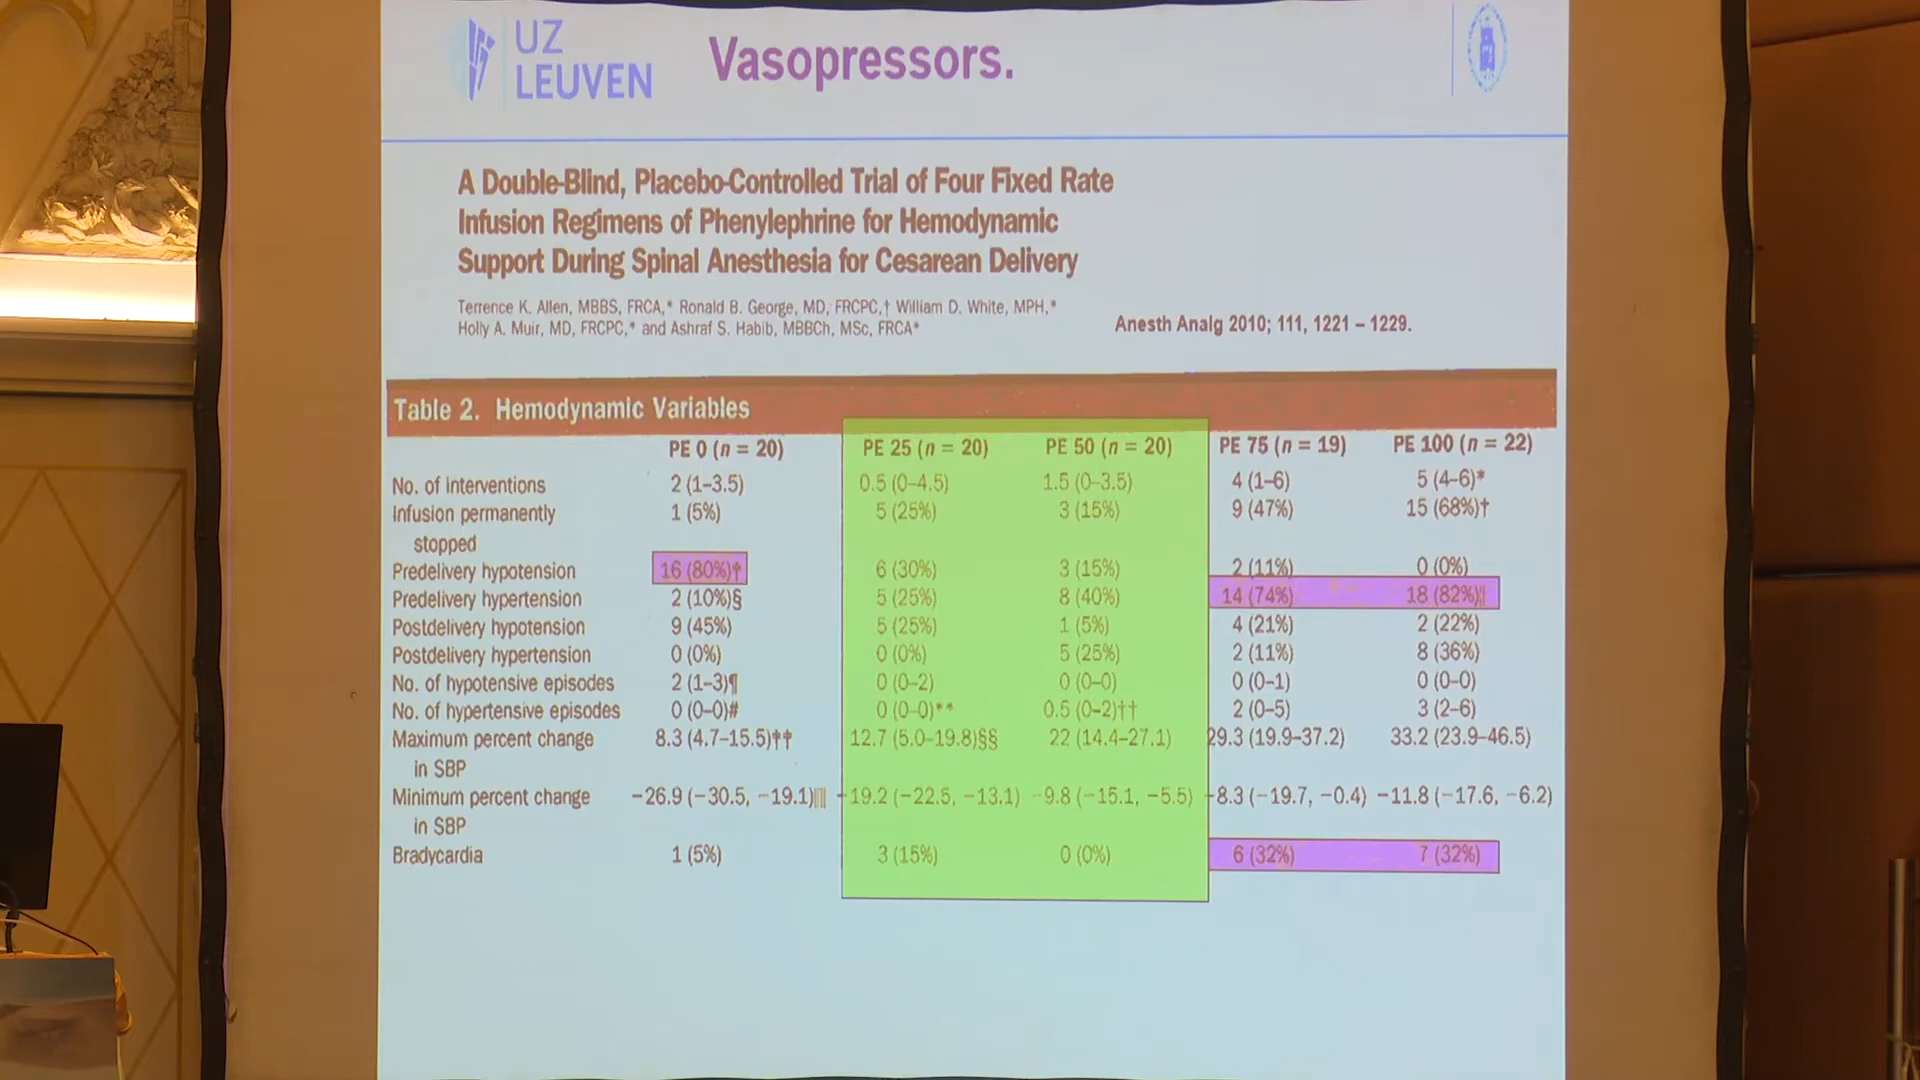 UZ
LEUVEN
Vasopressors.
A Double-Blind, Placebo-Controlled Trial of Four Fixed Rate
Infusion Regimens of Phenylephrine for Hemodynamic
Support During Spinal Anesthesia for Cesarean Delivery
Terrence K. Allen, MBBS, FRCA,* Ronald B. George, MD, FRCPC,† William D. White, MPH,*
Holly A. Muir, MD, FRCPC,* and Ashraf S. Habib, MBBCh, MSc, FRCA*
Anesth Analg 2010; 111, 1221 – 1229.
Table 2. Hemodynamic Variables
PE 0 (n = 20) PE 25 (n = 20) PE 50 (n = 20) PE 75 (n = 19) PE 100 (n = 22)
No. of interventions 2 (1–3.5) 0.5 (0–4.5) 1.5 (0–3.5) 4 (1–6) 5 (4–6)*
Infusion permanently 1 (5%) 5 (25%) 3 (15%) 9 (47%) 15 (68%)†
stopped
Predelivery hypotension 16 (80%)† 6 (30%) 3 (15%) 2 (11%) 0 (0%)
Predelivery hypertension 2 (10%)§ 5 (25%) 8 (40%) 14 (74%) 18 (82%)
Postdelivery hypotension 9 (45%) 5 (25%) 1 (5%) 4 (21%) 2 (22%)
Postdelivery hypertension 0 (0%) 0 (0%) 5 (25%) 2 (11%) 8 (36%)
No. of hypotensive episodes 2 (1–3)¶ 0 (0–2) 0 (0–0) 0 (0–1) 0 (0–0)
No. of hypertensive episodes 0 (0–0)# 0 (0–0)** 0.5 (0–2)†† 2 (0–5) 3 (2–6)
Maximum percent change 8.3 (4.7–15.5)‡‡ 12.7 (5.0–19.8)§§ 22 (14.4–27.1) 29.3 (19.9–37.2) 33.2 (23.9–46.5)
in SBP
Minimum percent change −26.9 (−30.5, −19.1) −19.2 (−22.5, −13.1) −9.8 (−15.1, −5.5) −8.3 (−19.7, −0.4) −11.8 (−17.6, −6.2)
in SBP
Bradycardia 1 (5%) 3 (15%) 0 (0%) 6 (32%) 7 (32%)